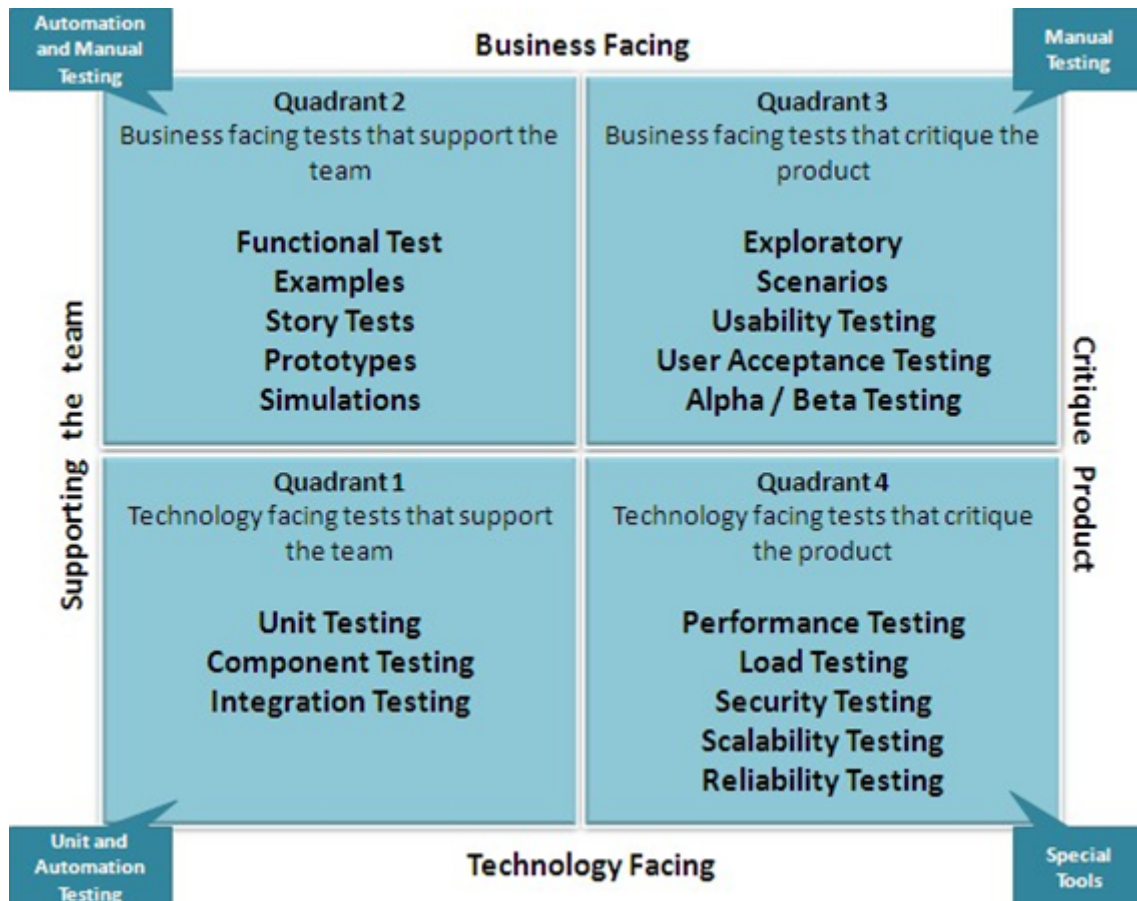 Automation
and Manual
Testing
Business Facing
Manual
Testing
Quadrant 2
Business facing tests that support the
team
Functional Test
Examples
Story Tests
Prototypes
Simulations
Quadrant 3
Business facing tests that critique the
product
Exploratory
Scenarios
Usability Testing
User Acceptance Testing
Alpha / Beta Testing
Supporting the team
Critique Product
Quadrant 1
Technology facing tests that support
the team
Unit Testing
Component Testing
Integration Testing
Quadrant 4
Technology facing tests that critique
the product
Performance Testing
Load Testing
Security Testing
Scalability Testing
Reliability Testing
Unit and
Automation
Testing
Technology Facing
Special
Tools